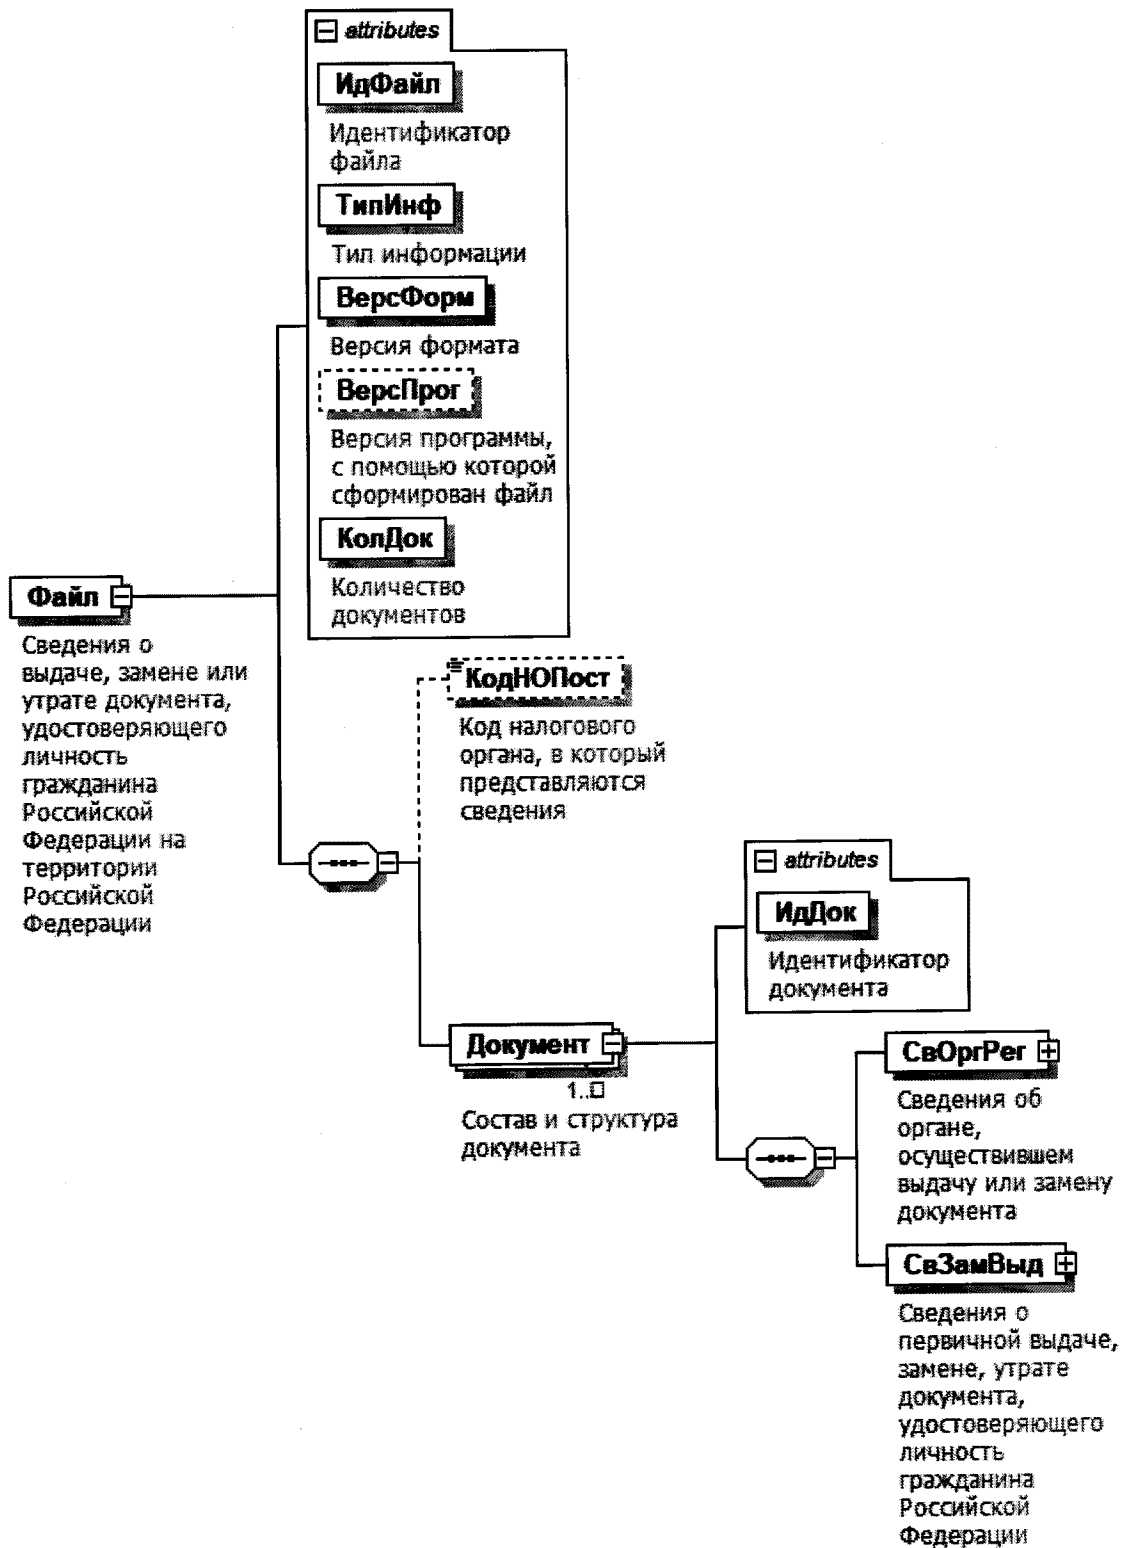 attributes
ИдФайл
Идентификатор
файла
ТипИнф
Тип информации
ВерсФорм
Версия формата
ВерсПрог
Версия программы,
с помощью которой
сформирован файл
КолДок
Количество
документов
Файл
Сведения о
выдаче, замене или
утрате документа,
удостоверяющего
личность
гражданина
Российской
Федерации на
территории
Российской
Федерации
КодНОПост
Код налогового
органа, в который
представляются
сведения
attributes
ИдДок
Идентификатор
документа
Документ
1..□
Состав и структура
документа
СвОргРег
Сведения об
органе,
осуществившем
выдачу или замену
документа
СвЗамВыд
Сведения о
первичной выдаче,
замене, утрате
документа,
удостоверяющего
личность
гражданина
Российской
Федерации